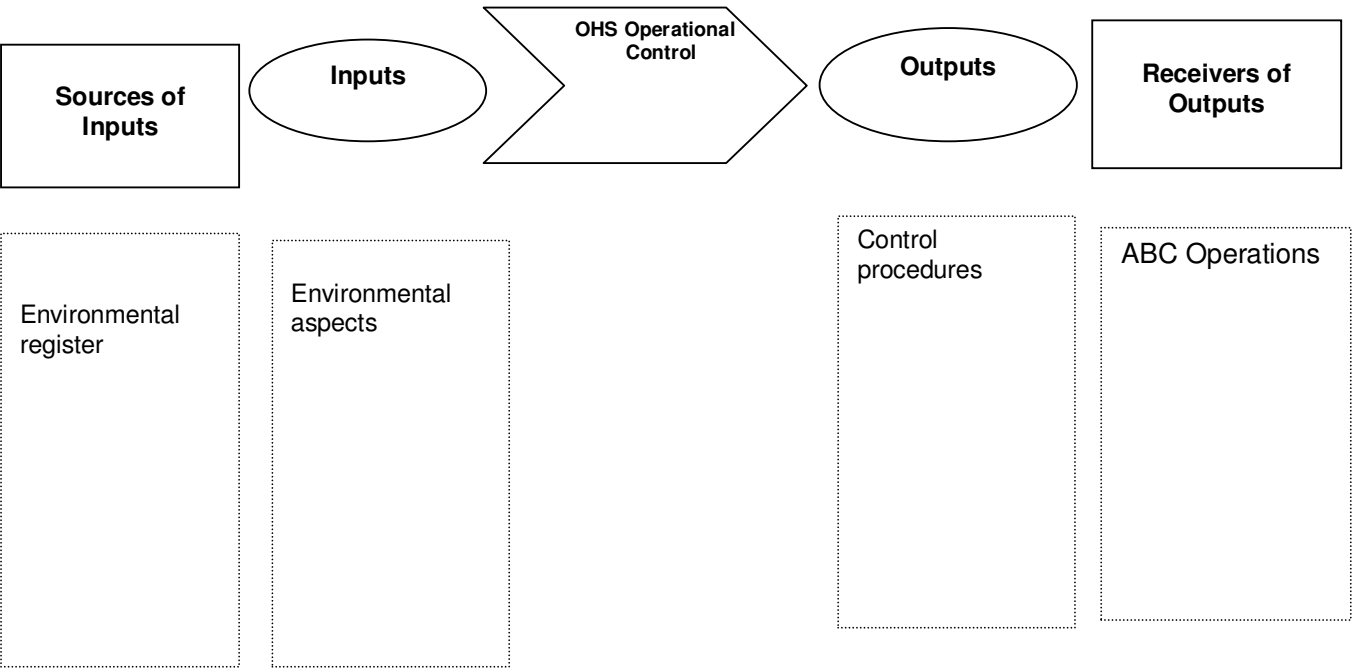 Sources of
Inputs
Inputs
OHS Operational
Control
Outputs
Receivers of
Outputs
Environmental
register
Environmental
aspects
Control
procedures
ABC Operations